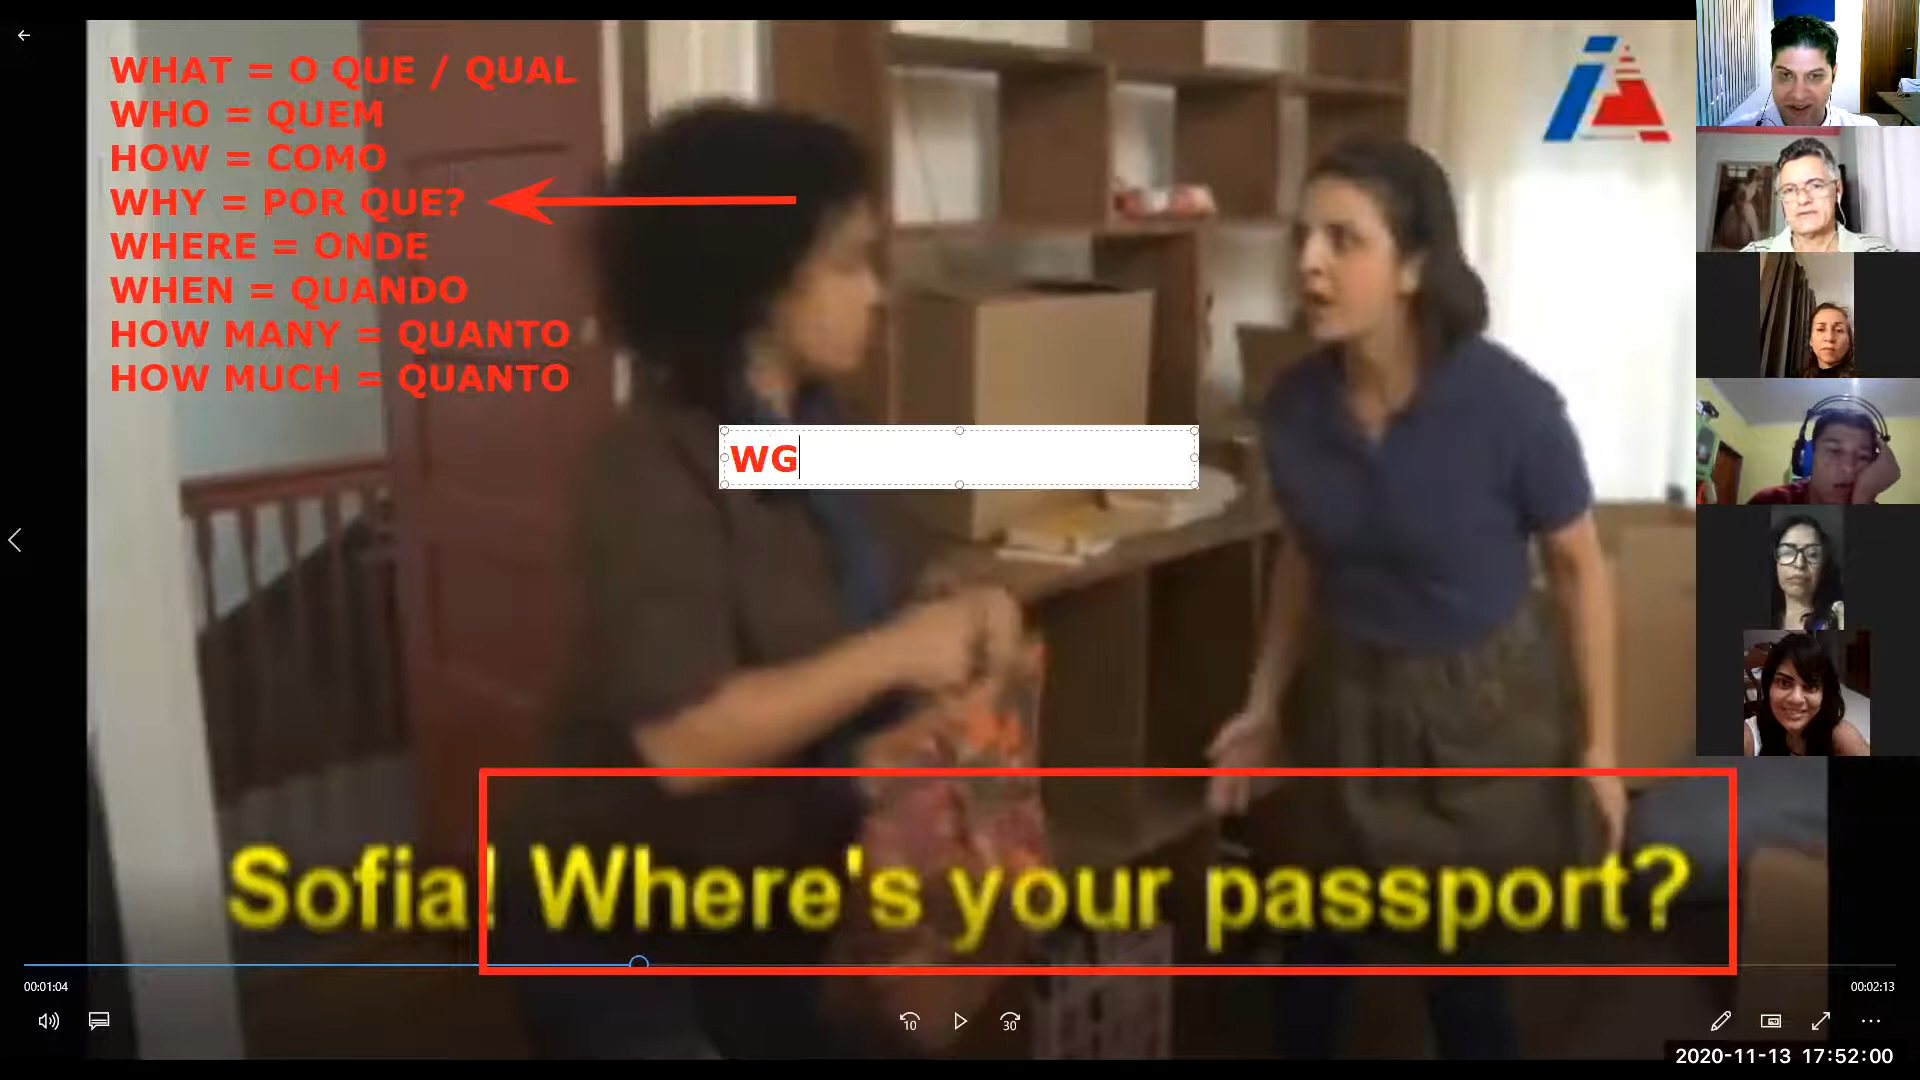 WHAT = O QUE / QUAL
WHO = QUEM
HOW = COMO
WHY = POR QUE?
WHERE = ONDE
WHEN = QUANDO
HOW MANY = QUANTO
HOW MUCH = QUANTO
WG
Sofia! Where's your passport?
00:01:04
00:02:13
10
30
2020-11-13 17:52:00